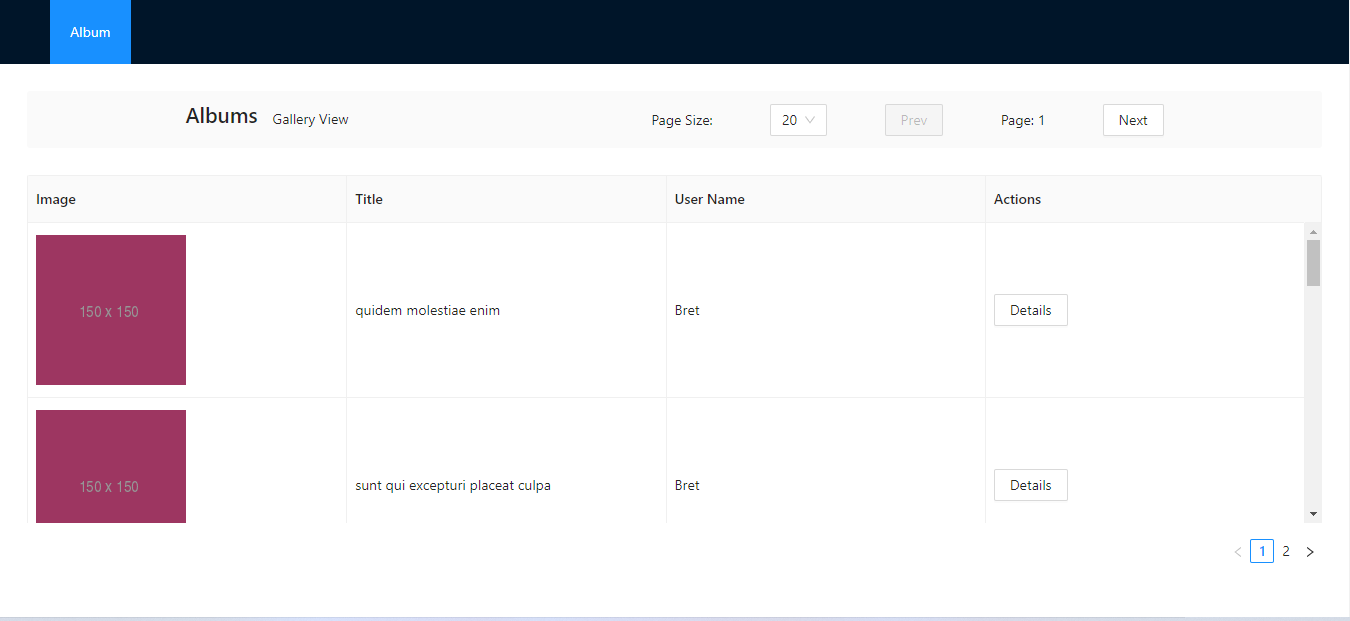 Album
Albums Gallery View Page Size: 20 Prev Page: 1 Next
Image Title User Name Actions
150 x 150 quidem molestiae enim Bret Details
150 x 150 sunt qui excepturi placeat culpa Bret Details
< 1 2 >